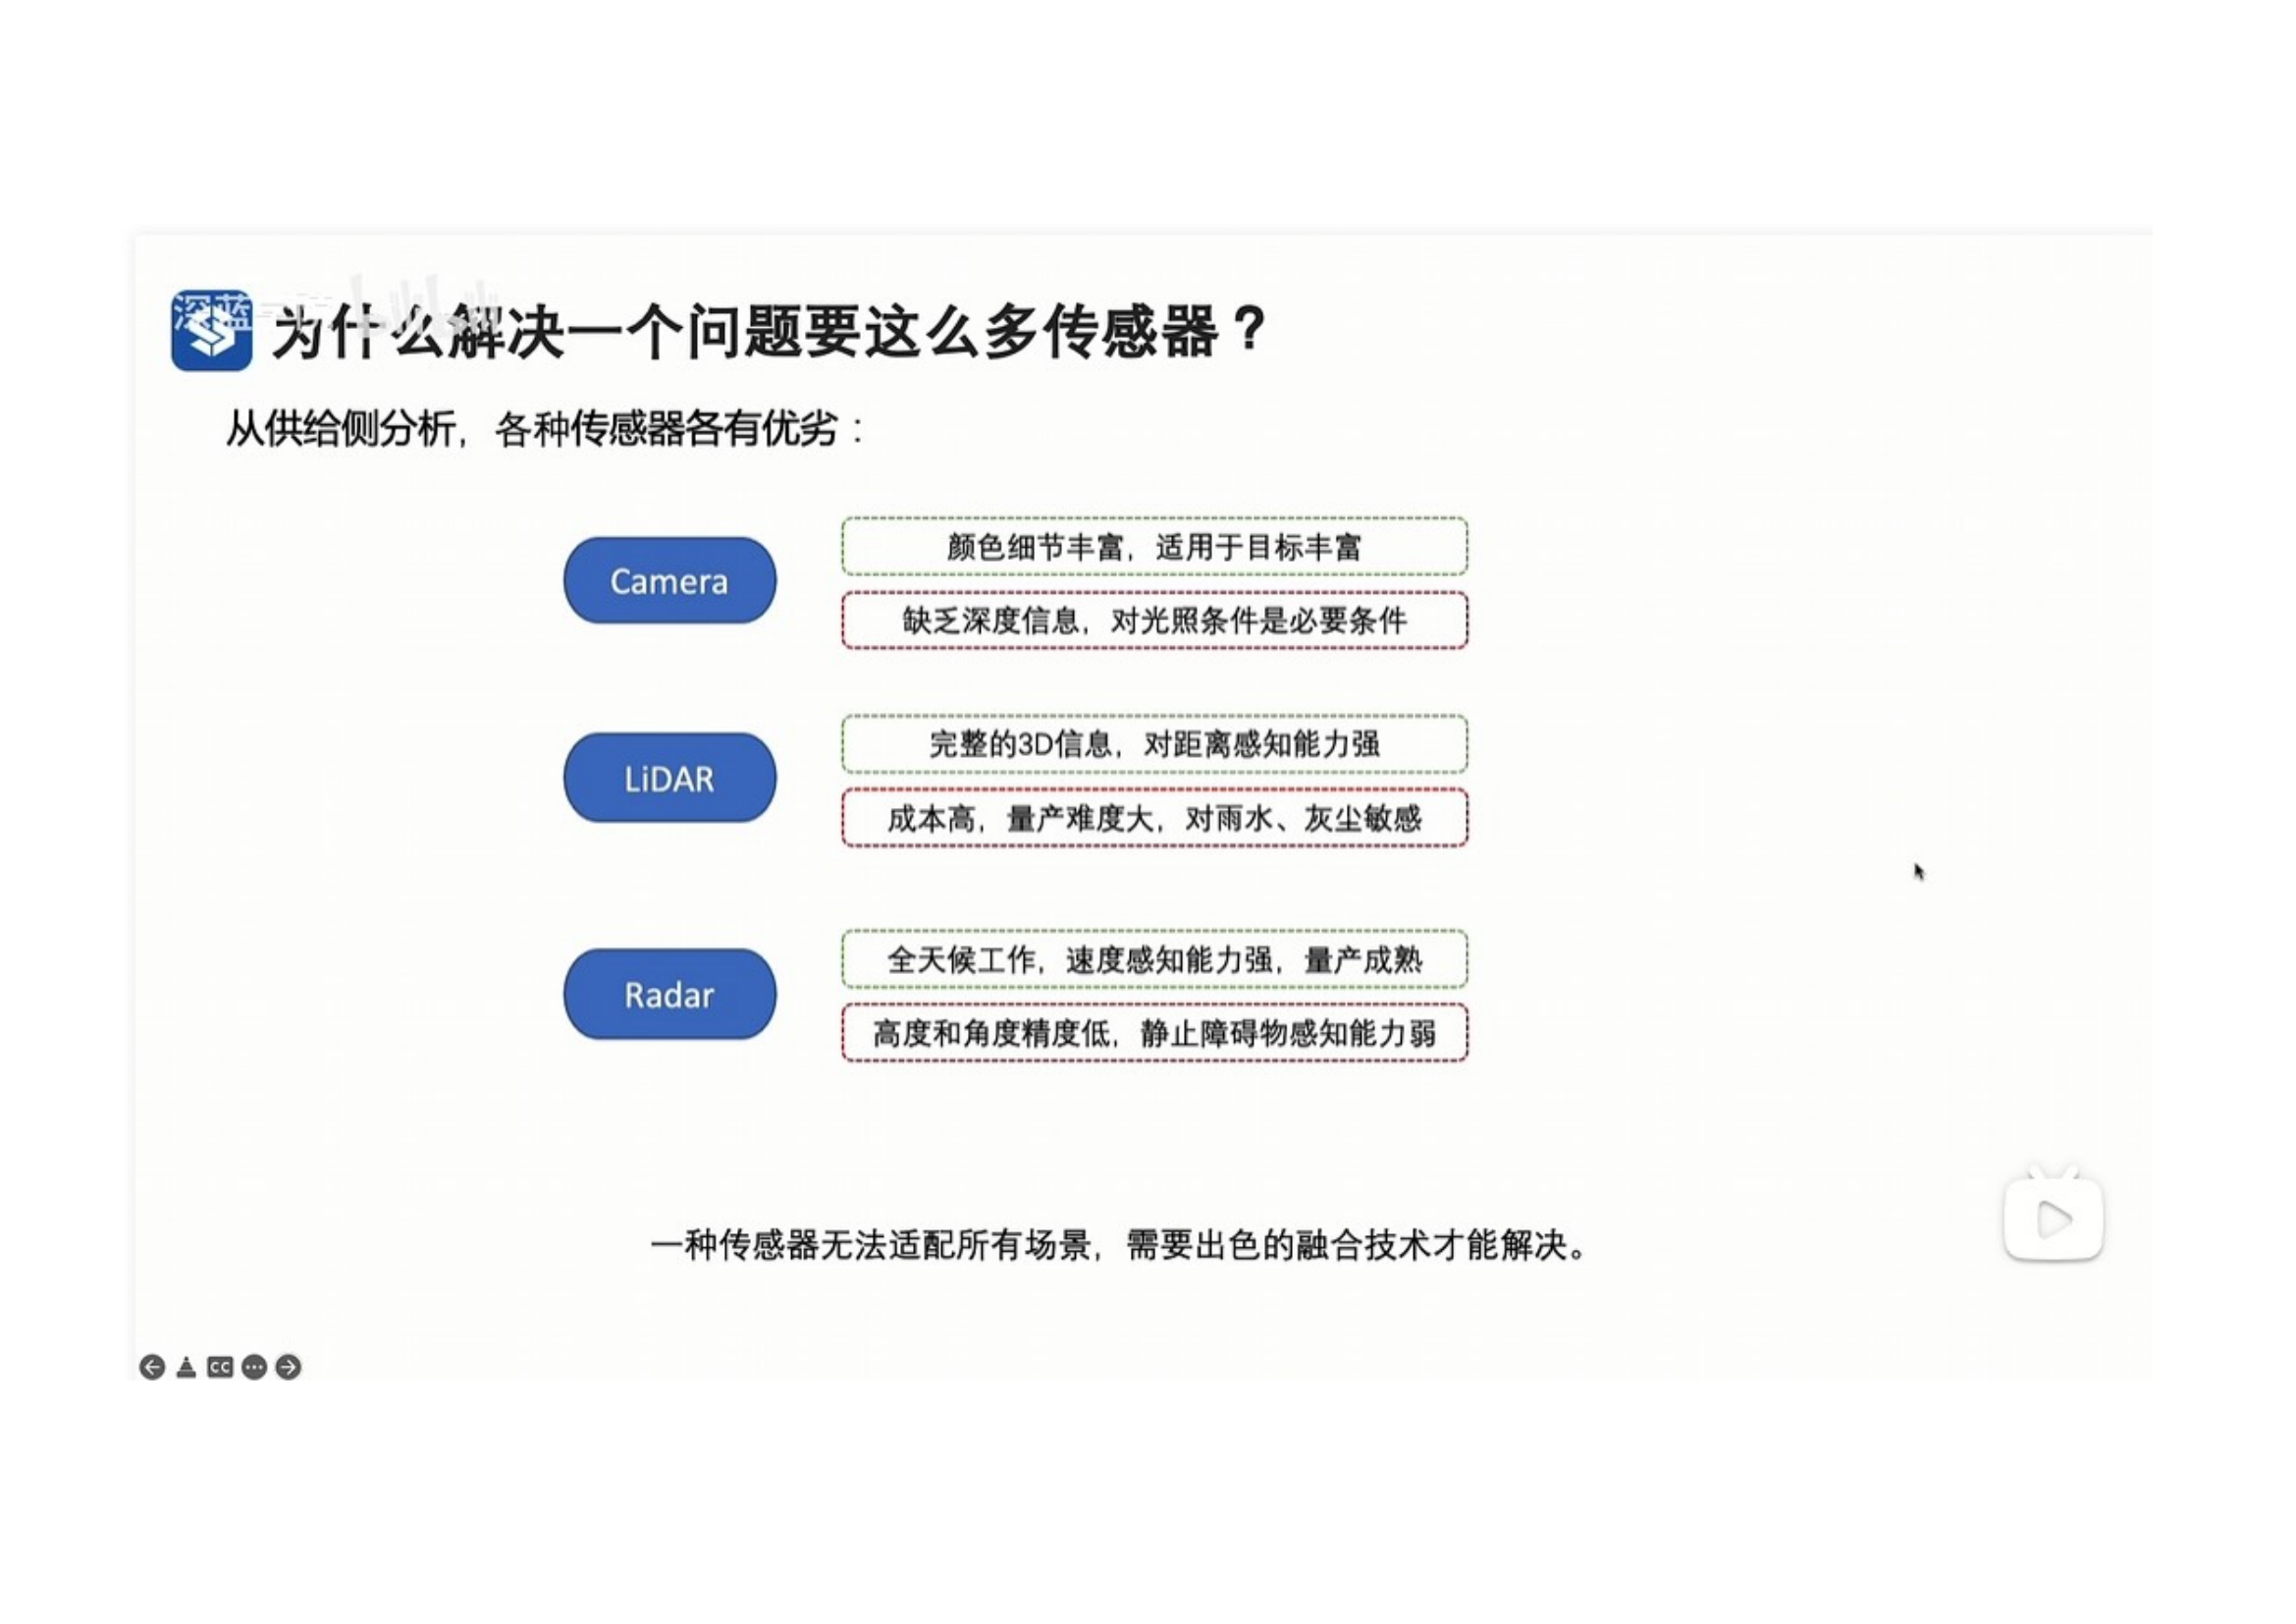 深蓝
为什么解决一个问题要这么多传感器？
从供给侧分析，各种传感器各有优劣：
Camera
颜色细节丰富，适用于目标丰富
缺乏深度信息，对光照条件是必要条件
LiDAR
完整的3D信息，对距离感知能力强
成本高，量产难度大，对雨水、灰尘敏感
Radar
全天候工作，速度感知能力强，量产成熟
高度和角度精度低，静止障碍物感知能力弱
一种传感器无法适配所有场景，需要出色的融合技术才能解决。
CC